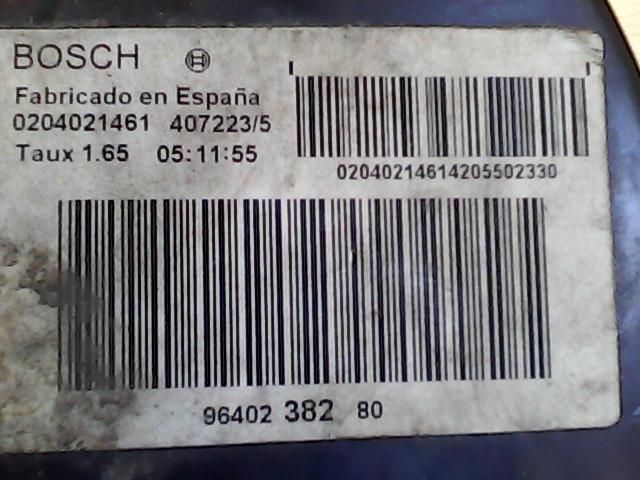 BOSCH
Fabricado en España
0204021461 407223/5
Taux 1.65 05:11:55
02040214614205502330
96402 382 80